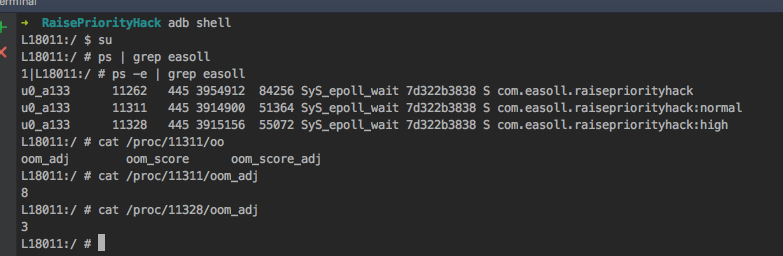 erminal
→ RaisePriorityHack adb shell
L18011:/ $ su
L18011:/ # ps | grep easoll
1|L18011:/ # ps -e | grep easoll
u0_a133 11262 445 3954912 84256 SyS_epoll_wait 7d322b3838 S com.easoll.raisepriorityhack
u0_a133 11311 445 3914900 51364 SyS_epoll_wait 7d322b3838 S com.easoll.raisepriorityhack:normal
u0_a133 11328 445 3915156 55072 SyS_epoll_wait 7d322b3838 S com.easoll.raisepriorityhack:high
L18011:/ # cat /proc/11311/oo
oom_adj oom_score oom_score_adj
L18011:/ # cat /proc/11311/oom_adj
8
L18011:/ # cat /proc/11328/oom_adj
3
L18011:/ #